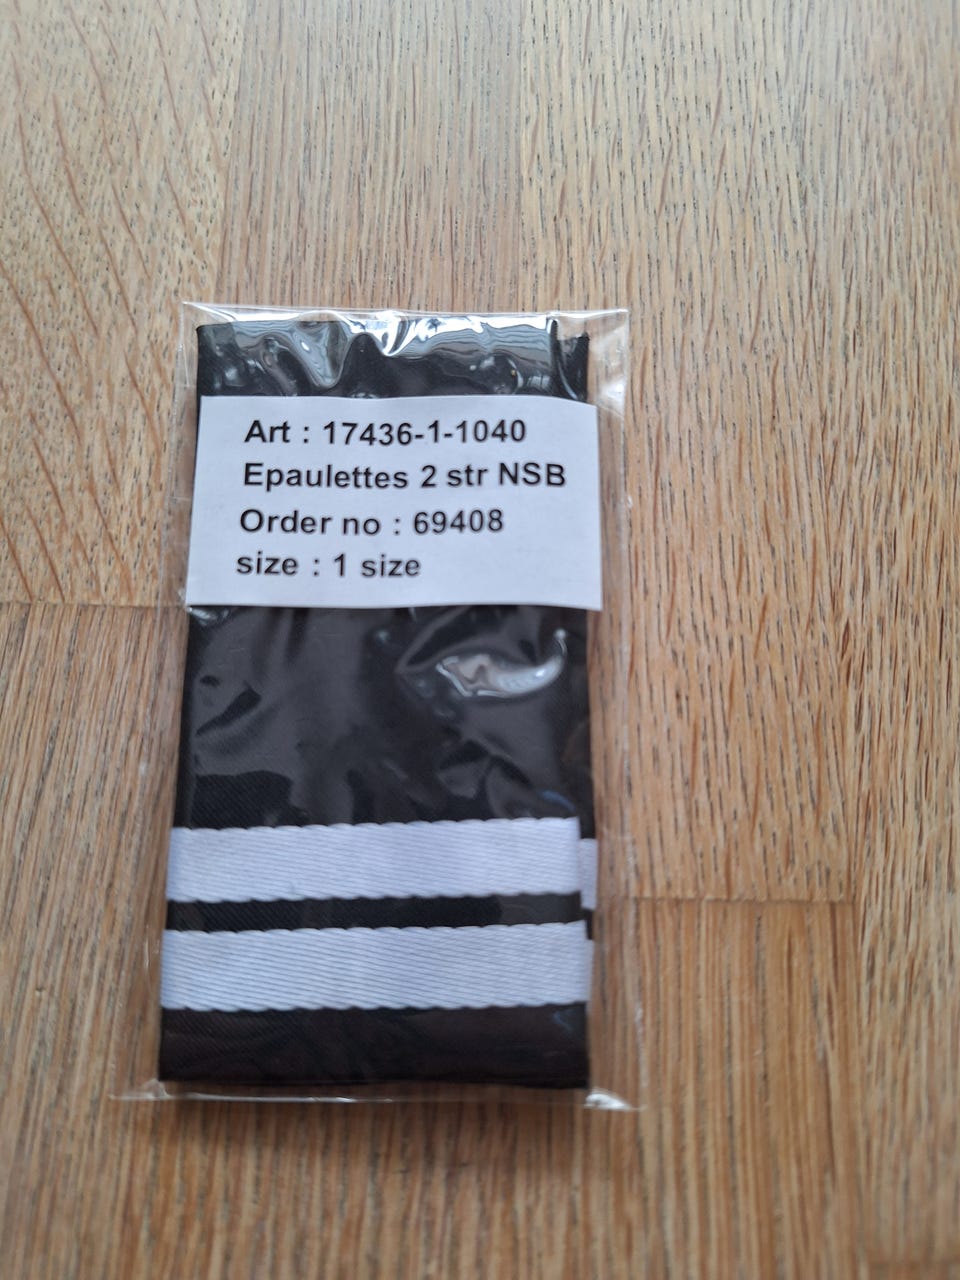 Art : 17436-1-1040
Epaulettes 2 str NSB
Order no : 69408
size : 1 size